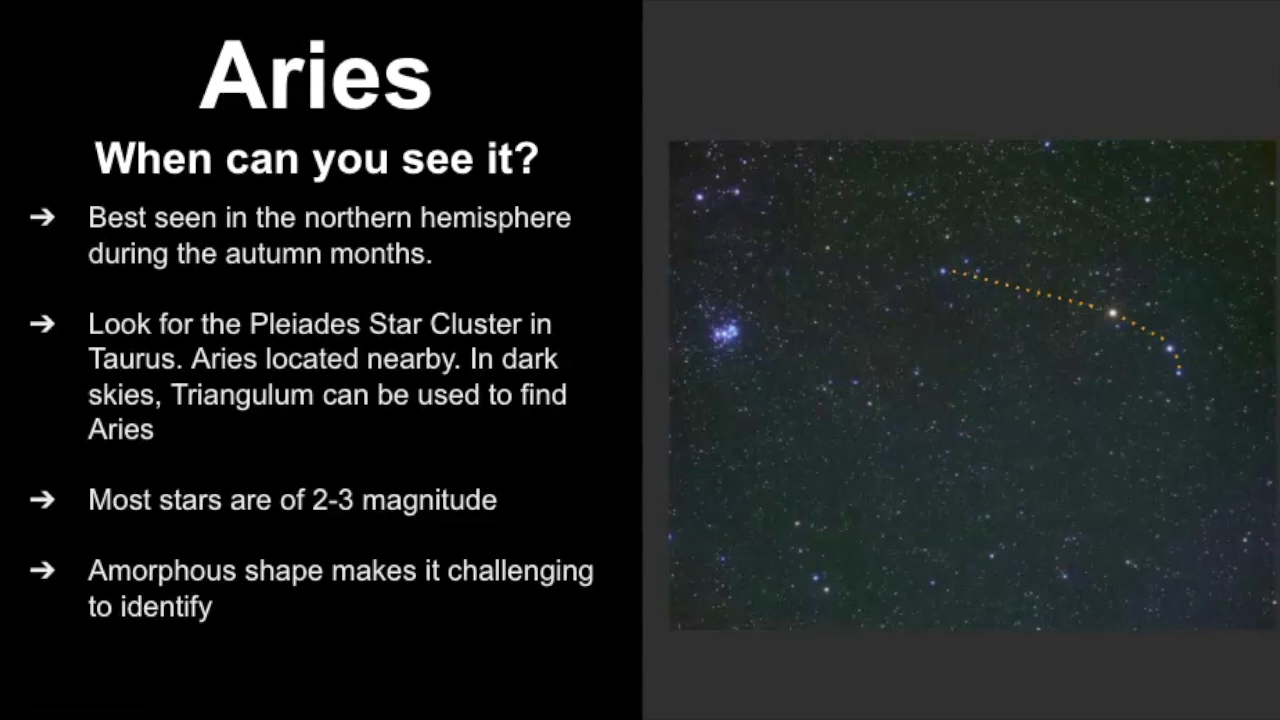 Aries
When can you see it?
➔ Best seen in the northern hemisphere
during the autumn months.
➔ Look for the Pleiades Star Cluster in
Taurus. Aries located nearby. In dark
skies, Triangulum can be used to find
Aries
➔ Most stars are of 2-3 magnitude
➔ Amorphous shape makes it challenging
to identify